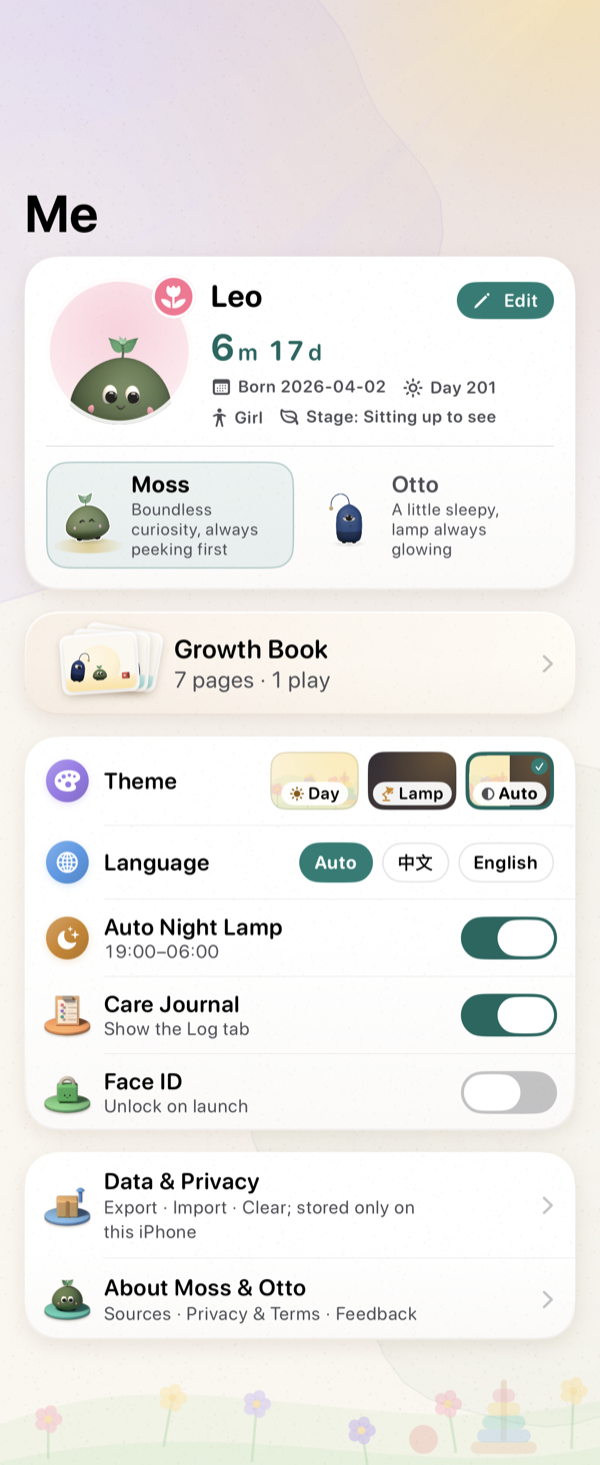 Me
Leo
Edit
6m 17d
Born 2026-04-02 Day 201
Girl Stage: Sitting up to see
Moss
Boundless
curiosity, always
peeking first
Otto
A little sleepy,
lamp always
glowing
Growth Book
7 pages · 1 play
Theme
Day
Lamp
Auto
Language
Auto
中文
English
Auto Night Lamp
19:00–06:00
Care Journal
Show the Log tab
Face ID
Unlock on launch
Data & Privacy
Export · Import · Clear; stored only on
this iPhone
About Moss & Otto
Sources · Privacy & Terms · Feedback